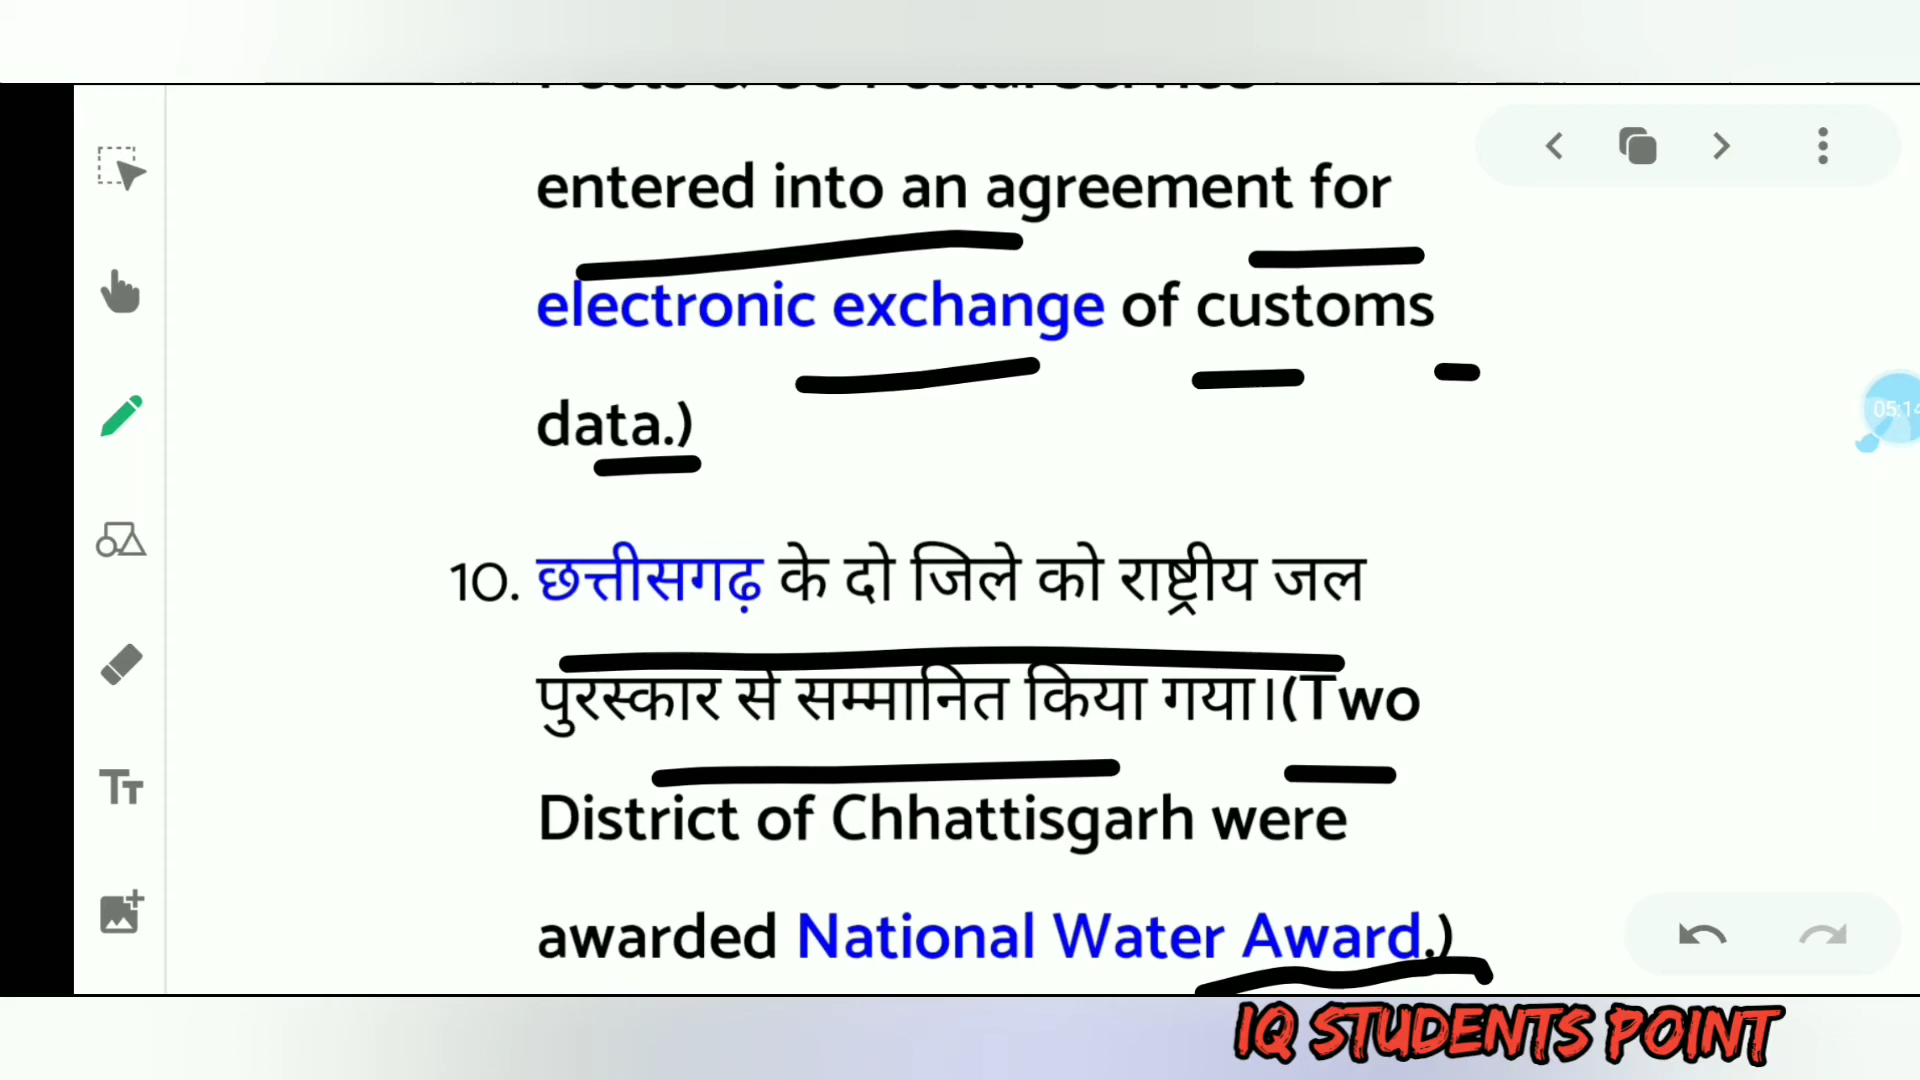 entered into an agreement for
electronic exchange of customs
data.)
10. छत्तीसगढ़ के दो जिले को राष्ट्रीय जल
पुरस्कार से सम्मानित किया गया।(Two
District of Chhattisgarh were
awarded National Water Award.)
TT
IQ STUDENTS POINT